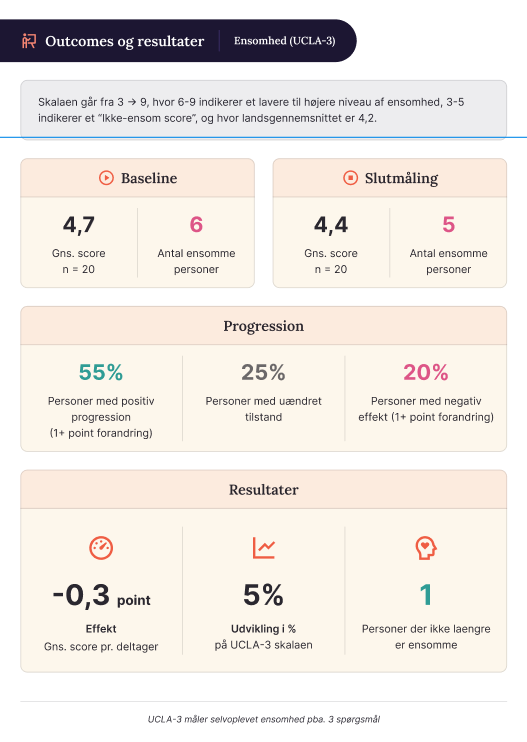 Outcomes og resultater
Ensomhed (UCLA-3)
Skalaen går fra 3 → 9, hvor 6-9 indikerer et lavere til højere niveau af ensomhed, 3-5
indikerer et “Ikke-ensom score”, og hvor landsgennemsnittet er 4,2.
Baseline
4,7
Gns. score
n = 20
6
Antal ensomme
personer
Slutmåling
4,4
Gns. score
n = 20
5
Antal ensomme
personer
Progression
55%
Personer med positiv
progression
(1+ point forandring)
25%
Personer med uændret
tilstand
20%
Personer med negativ
effekt (1+ point forandring)
Resultater
-0,3 point
Effekt
Gns. score pr. deltager
5%
Udvikling i %
på UCLA-3 skalaen
1
Personer der ikke laengre
er ensomme
UCLA-3 måler selvoplevet ensomhed pba. 3 spørgsmål